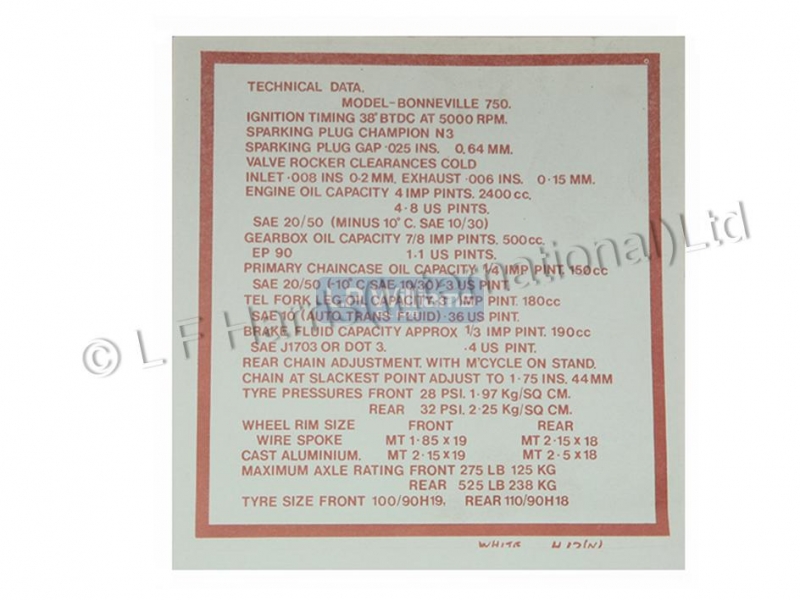 TECHNICAL DATA.
MODEL-BONNEVILLE 750.
IGNITION TIMING 38° BTDC AT 5000 RPM.
SPARKING PLUG CHAMPION N3
SPARKING PLUG GAP ·025 INS. 0,64 MM.
VALVE ROCKER CLEARANCES COLD
INLET ·008 INS 0·2 MM, EXHAUST ·006 INS. 0·15 MM.
ENGINE OIL CAPACITY 4 IMP PINTS. 2400 cc.
4·8 US PINTS.
SAE 20/50 (MINUS 10° C. SAE 10/30)
GEARBOX OIL CAPACITY 7/8 IMP PINTS. 500cc.
EP 90 1·1 US PINTS.
PRIMARY CHAINCASE OIL CAPACITY 1/4 IMP PINT 150cc
SAE 20/50 (-10°C SAE 10/30) ·3 US PINT.
TEL FORK LEG OIL CAPACITY IMP PINT. 180cc
SAE (AUTO TRANS FLUID) ·36 US PINT.
BRAKE FLUID CAPACITY APPROX 1/3 IMP PINT. 190cc
SAE J1703 OR DOT 3. ·4 US PINT.
REAR CHAIN ADJUSTMENT. WITH M'CYCLE ON STAND.
CHAIN AT SLACKEST POINT ADJUST TO 1·75 INS. 44MM
TYRE PRESSURES FRONT 28 PSI. 1·97 Kg/SQ CM.
REAR 32 PSI. 2·25 Kg/SQ CM.
WHEEL RIM SIZE FRONT REAR
WIRE SPOKE MT 1·85 x19 MT 2·15 x 18
CAST ALUMINIUM. MT 2·15 x19 MT 2·5 x18
MAXIMUM AXLE RATING FRONT 275 LB 125 KG
REAR 525 LB 238 KG
TYRE SIZE FRONT 100/90H19. REAR 110/90H18
WHITE
© L F Harris(International)Ltd